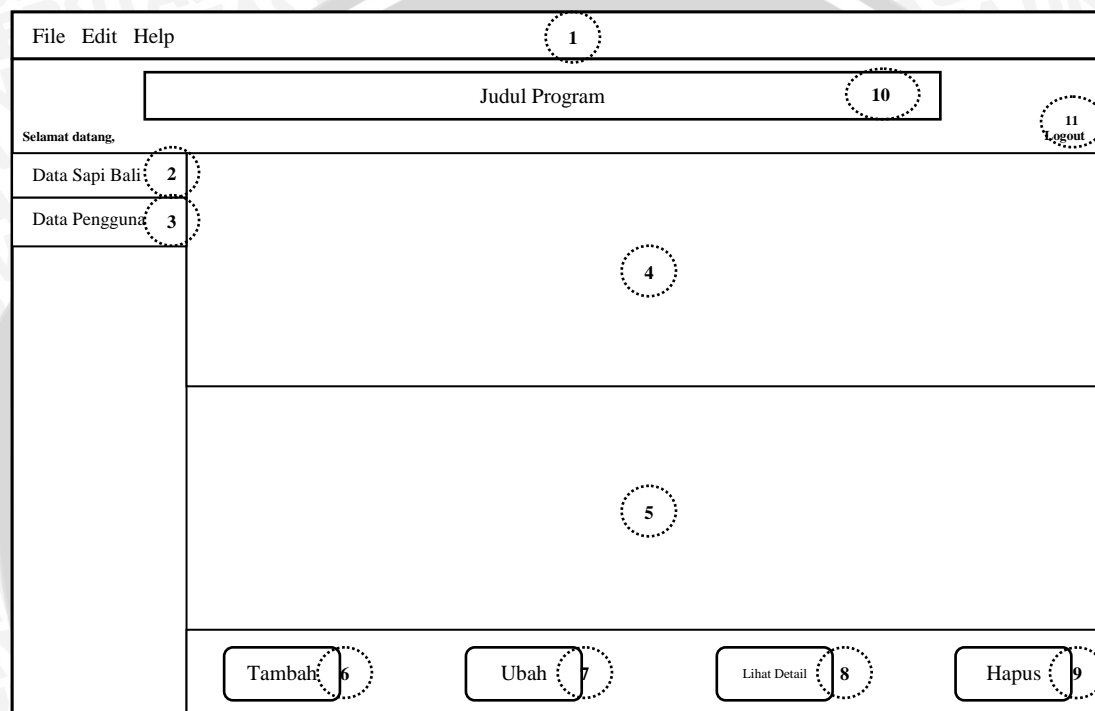 File Edit Help 1
Judul Program 10
11
Selamat datang, Logout
Data Sapi Bali 2
Data Pengguna 3
4
5
Tambah 6 Ubah 7 Lihat Detail 8 Hapus 9